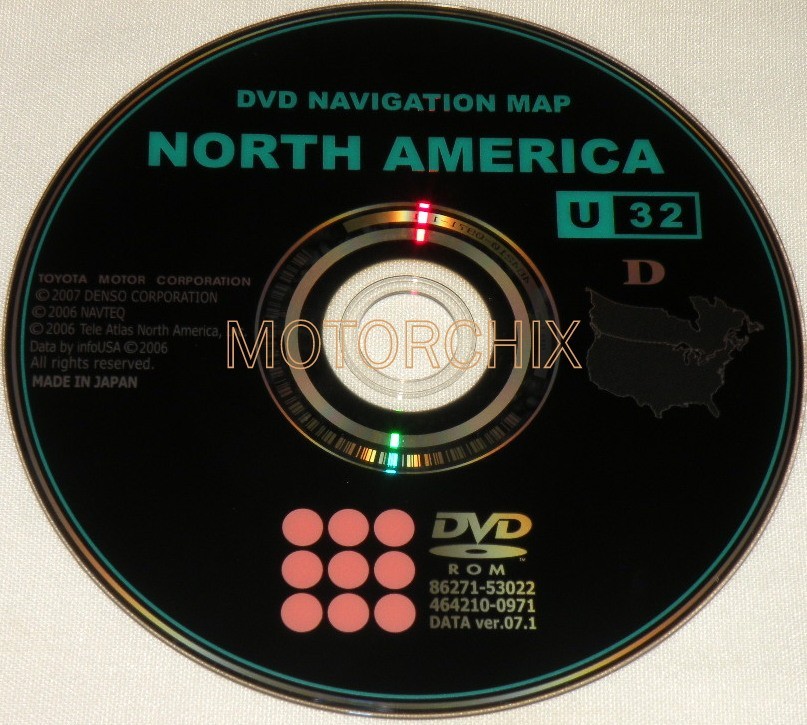 DVD NAVIGATION MAP
NORTH AMERICA
U 32
D
TOYOTA MOTOR CORPORATION
© 2007 DENSO CORPORATION
© 2006 NAVTEQ
© 2006 Tele Atlas North America,
Data by infoUSA © 2006
All rights reserved.
MADE IN JAPAN
MOTORCHIX
DVD
ROM
86271-53022
464210-0971
DATA ver.07.1